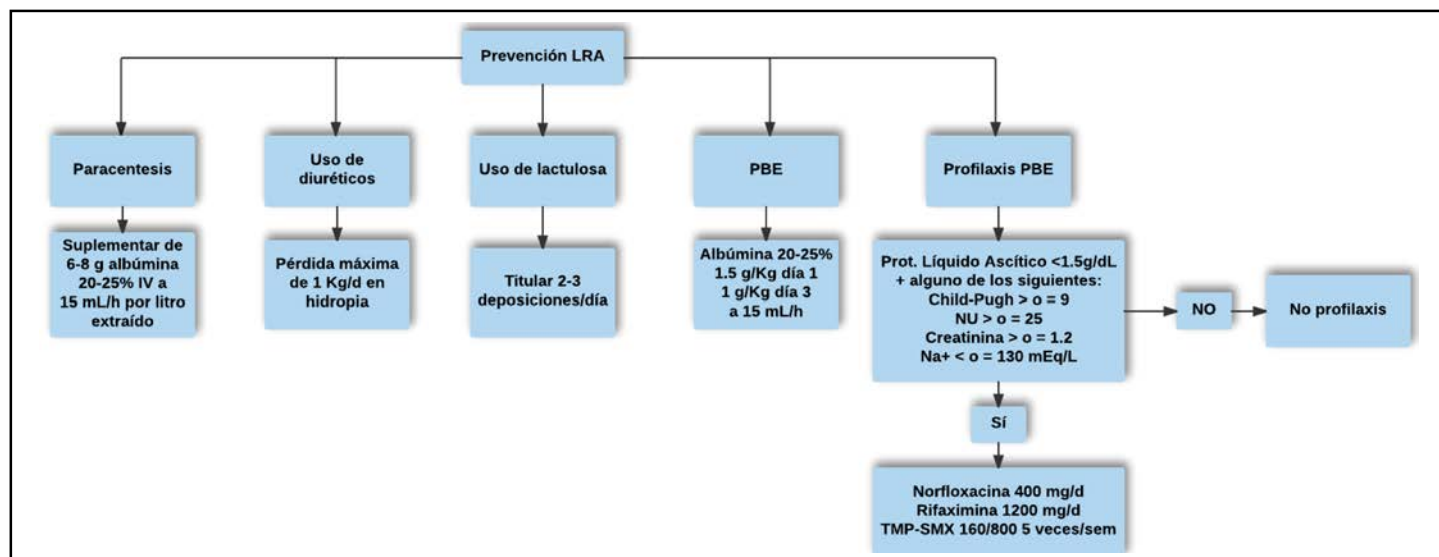 Prevención LRA
Paracentesis
Uso de
diuréticos
Uso de lactulosa
PBE
Profilaxis PBE
Suplementar de
6-8 g albúmina
20-25% IV a
15 mL/h por litro
extraído
Pérdida máxima
de 1 Kg/d en
hidropia
Titular 2-3
deposiciones/día
Albúmina 20-25%
1.5 g/Kg día 1
1 g/Kg día 3
a 15 mL/h
Prot. Líquido Ascítico <1.5g/dL
+ alguno de los siguientes:
Child-Pugh > o = 9
NU > o = 25
Creatinina > o = 1.2
Na+ < o = 130 mEq/L
NO
No profilaxis
Sí
Norfloxacina 400 mg/d
Rifaximina 1200 mg/d
TMP-SMX 160/800 5 veces/sem